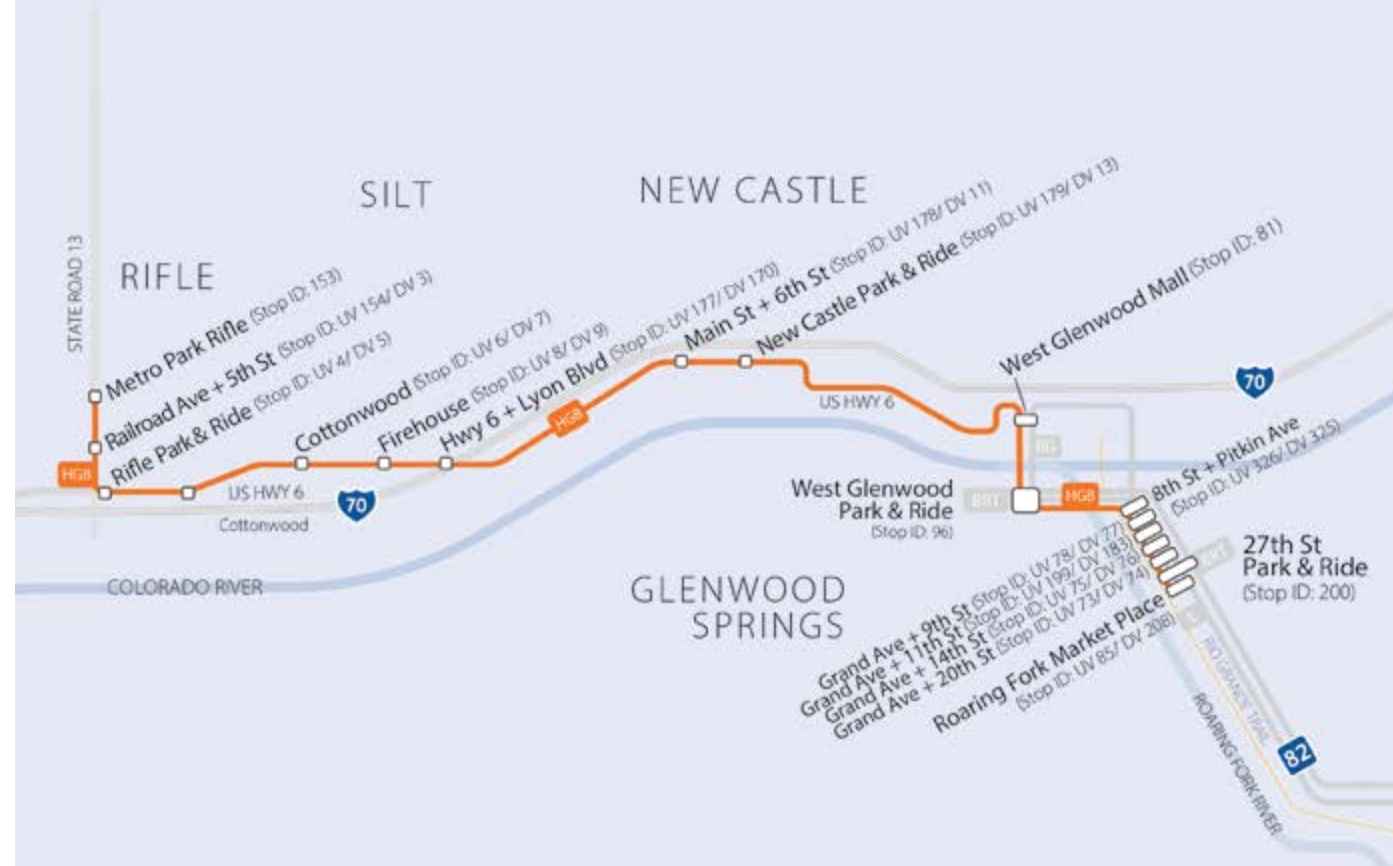 SILT
NEW CASTLE
RIFLE
STATE ROAD 13
Metro Park Rifle (Stop ID: 153)
Railroad Ave + 5th St (Stop ID: UV 154/ DV 3)
Rifle Park& Ride (Stop ID: UV 4/ DV 5)
Cottonwood (Stop ID: UV 6/ DV 7)
Firehouse (Stop ID: UV 8/ DV 9)
Hwy 6 + Lyon Blvd (Stop ID: UV 177/ DV 170)
Main St + 6th St (Stop ID: UV 178/ DV 11)
New Castle Park & Ride (Stop ID: UV 179/ DV 13)
West Glenwood Mall (Stop ID: 81)
70
US HWY 6
HGB
HGB
US HWY 6
70
Cottonwood
COLORADO RIVER
BG
West Glenwood
Park & Ride
(Stop ID: 96)
BRT
HGB
8th St + Pitkin Ave
(Stop ID: UV 326/ DV 325)
27th St
Park & Ride
(Stop ID: 200)
BRT
GLENWOOD
SPRINGS
Grand Ave + 9th St (Stop ID: UV 78/ DV 77)
Grand Ave + 11th St (Stop ID: UV 199/ DV 183)
Grand Ave + 14th St (Stop ID: UV 75/ DV 76)
Grand Ave + 20th St (Stop ID: UV 73/ DV 74)
Roaring Fork Market Place
(Stop ID: UV 85/ DV 208)
L
RIO GRANDE TRAIL
ROARING FORK RIVER
82